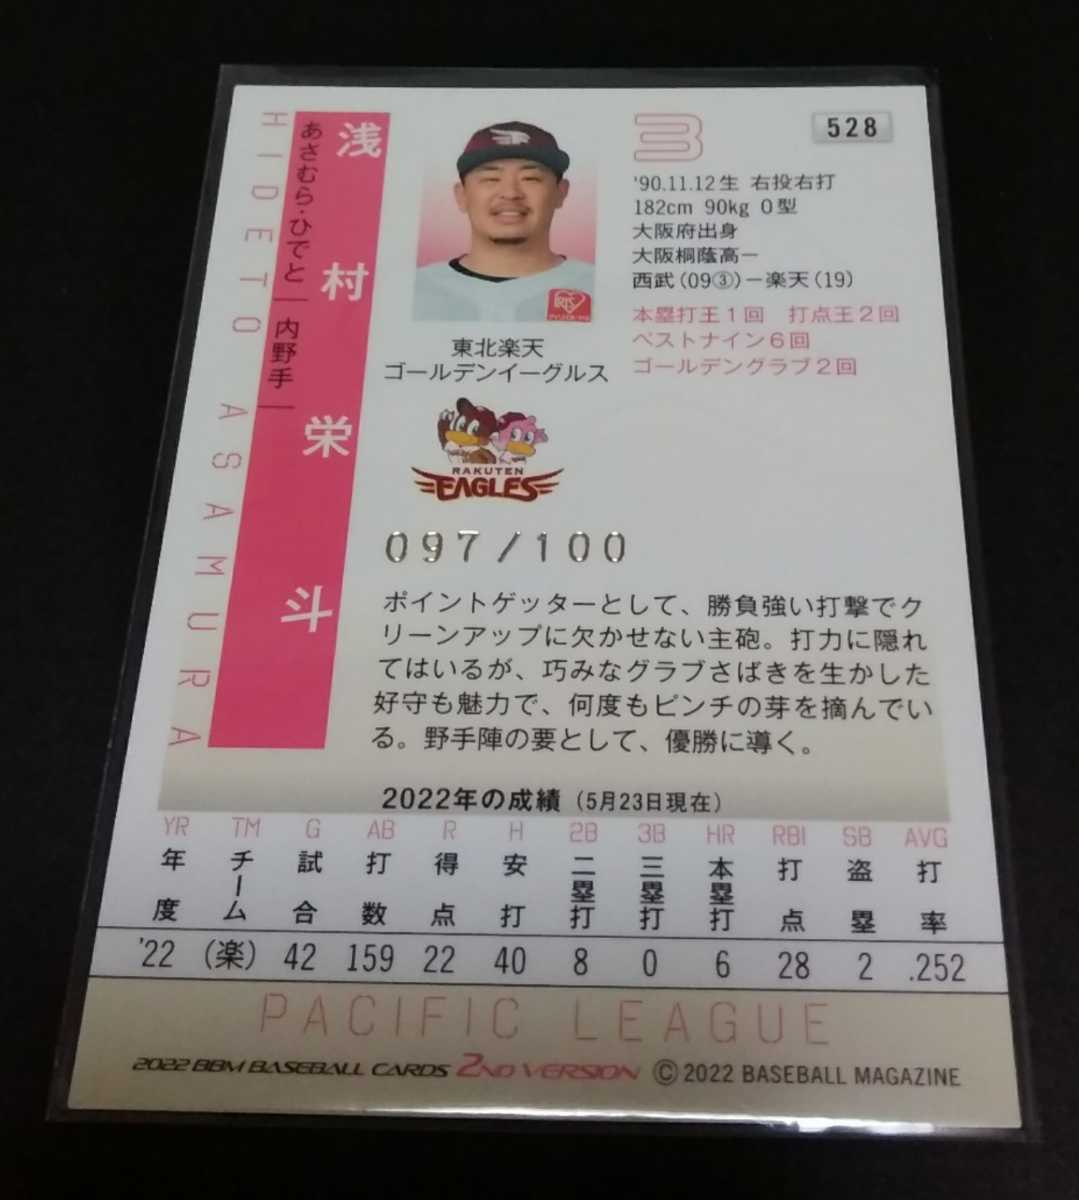 浅村栄斗
あさむら・ひでと｜内野手｜
HIDETO ASAMURA
3
528
'90.11.12生 右投右打
182cm 90kg O型
大阪府出身
大阪桐蔭高－
西武(09③)－楽天(19)
本塁打王1回 打点王2回
ベストナイン6回
ゴールデングラブ2回
IRIS
東北楽天
ゴールデンイーグルス
RAKUTEN
EAGLES
097/100
ポイントゲッターとして、勝負強い打撃でク
リーンアップに欠かせない主砲。打力に隠れ
てはいるが、巧みなグラブさばきを生かした
好守も魅力で、何度もピンチの芽を摘んでい
る。野手陣の要として、優勝に導く。
2022年の成績（5月23日現在）
YR TM G AB R H 2B 3B HR RBI SB AVG
年度 チーム 試合 打数 得点 安打 二塁打 三塁打 本塁打 打点 盗塁 打率
'22 (楽) 42 159 22 40 8 0 6 28 2 .252
PACIFIC LEAGUE
2022 BBM BASEBALL CARDS 2ND VERSION © 2022 BASEBALL MAGAZINE